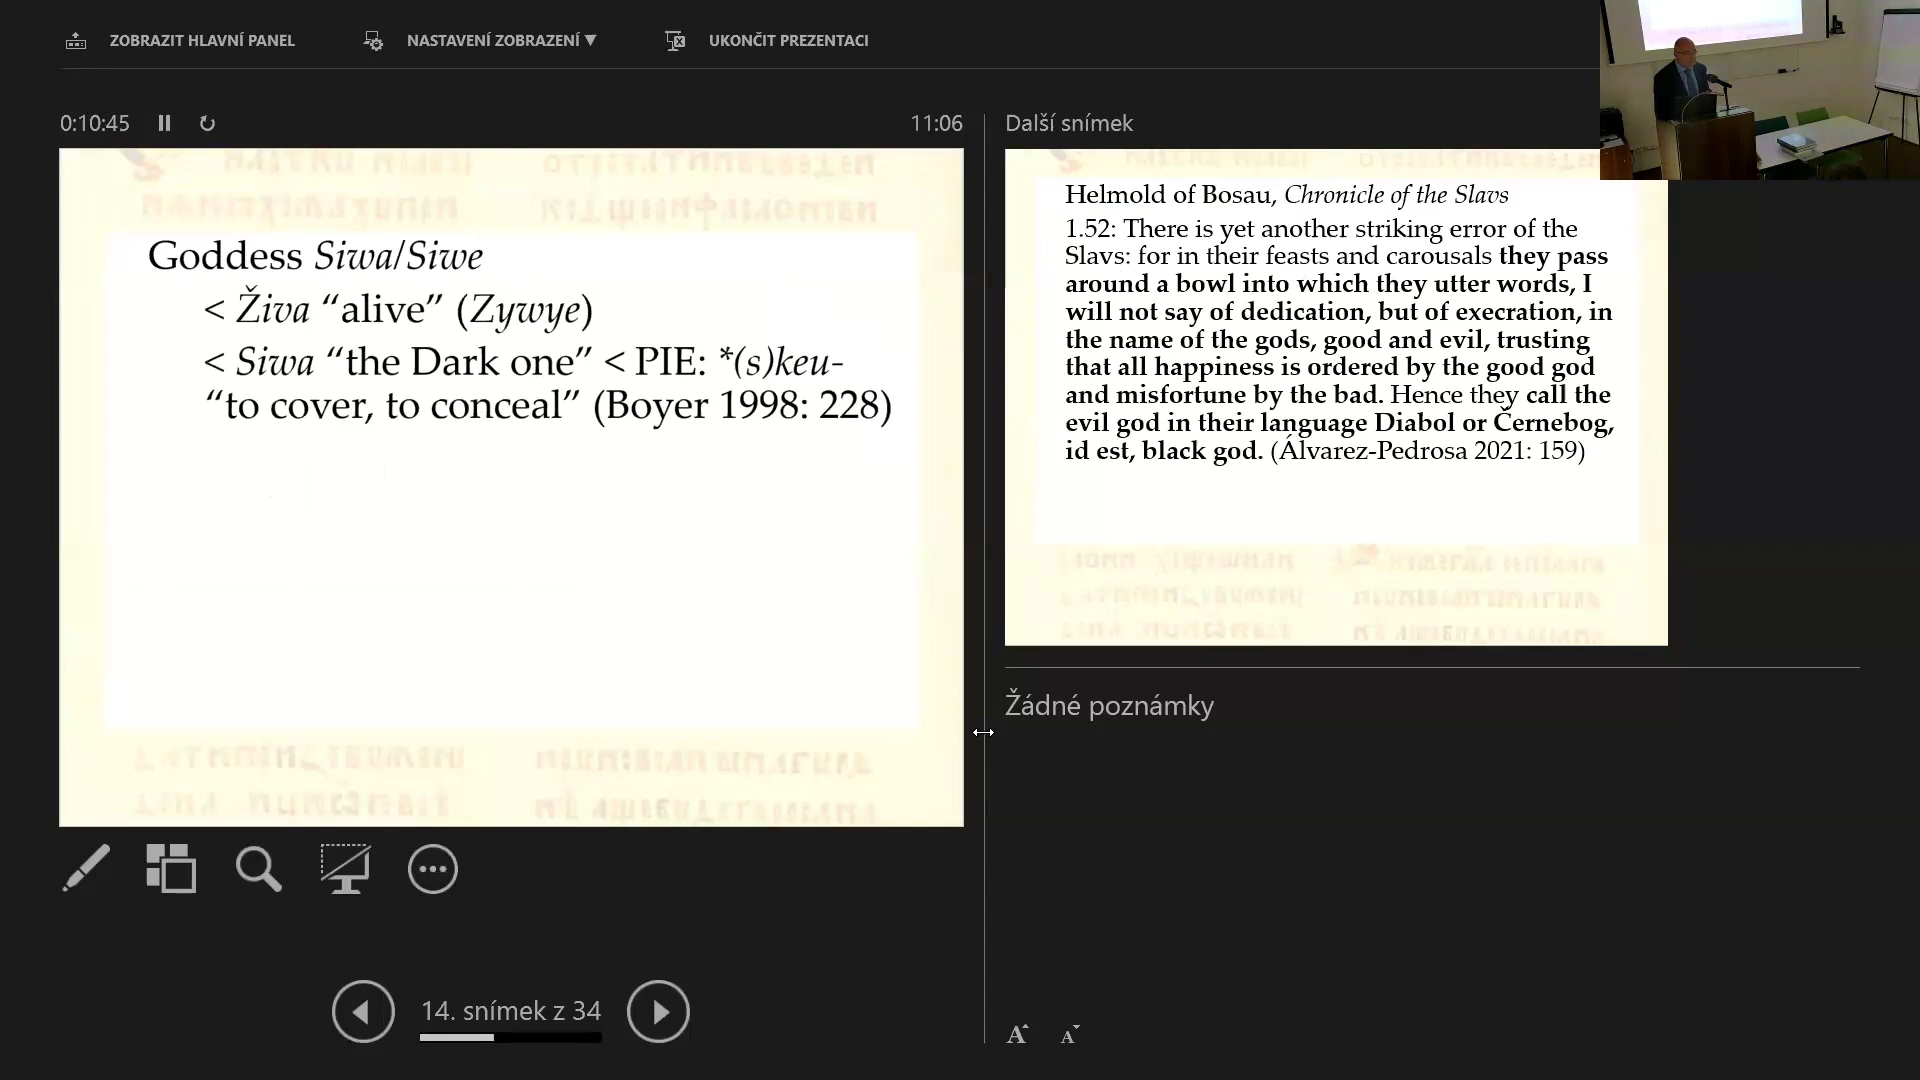 ZOBRAZIT HLAVNÍ PANEL
NASTAVENÍ ZOBRAZENÍ ▼
UKONČIT PREZENTACI
0:10:45
11:06
Další snímek
Goddess Siwa/Siwe
< Živa “alive” (Zywye)
< Siwa “the Dark one” < PIE: *(s)keu-
“to cover, to conceal” (Boyer 1998: 228)
Helmold of Bosau, Chronicle of the Slavs
1.52: There is yet another striking error of the
Slavs: for in their feasts and carousals they pass
around a bowl into which they utter words, I
will not say of dedication, but of execration, in
the name of the gods, good and evil, trusting
that all happiness is ordered by the good god
and misfortune by the bad. Hence they call the
evil god in their language Diabol or Černebog,
id est, black god. (Álvarez-Pedrosa 2021: 159)
Žádné poznámky
14. snímek z 34
A A